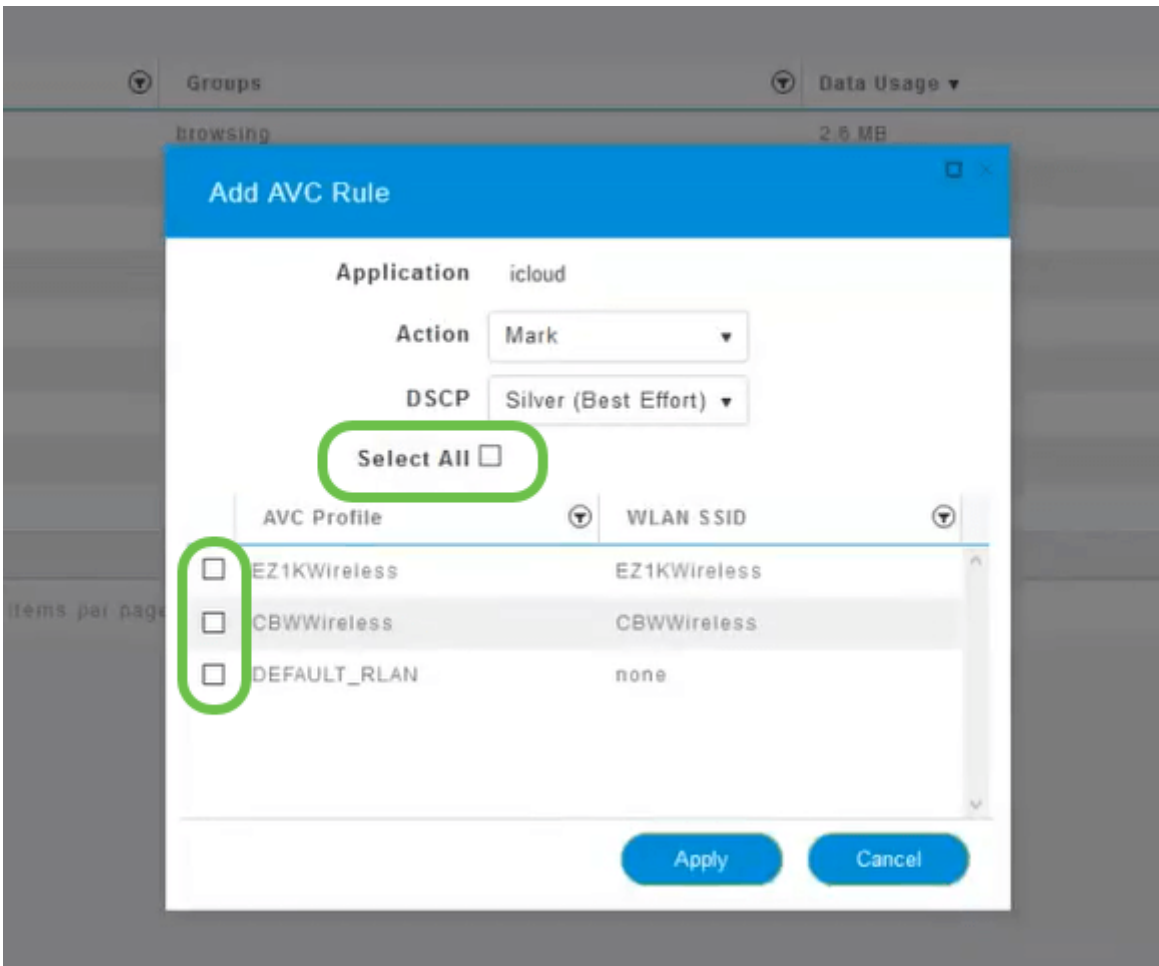 Groups Data Usage ▼
browsing 2.6 MB
Add AVC Rule
Application icloud
Action Mark
DSCP Silver (Best Effort)
Select All
AVC Profile WLAN SSID
EZ1KWireless EZ1KWireless
CBWWireless CBWWireless
DEFAULT_RLAN none
items per page
Apply Cancel